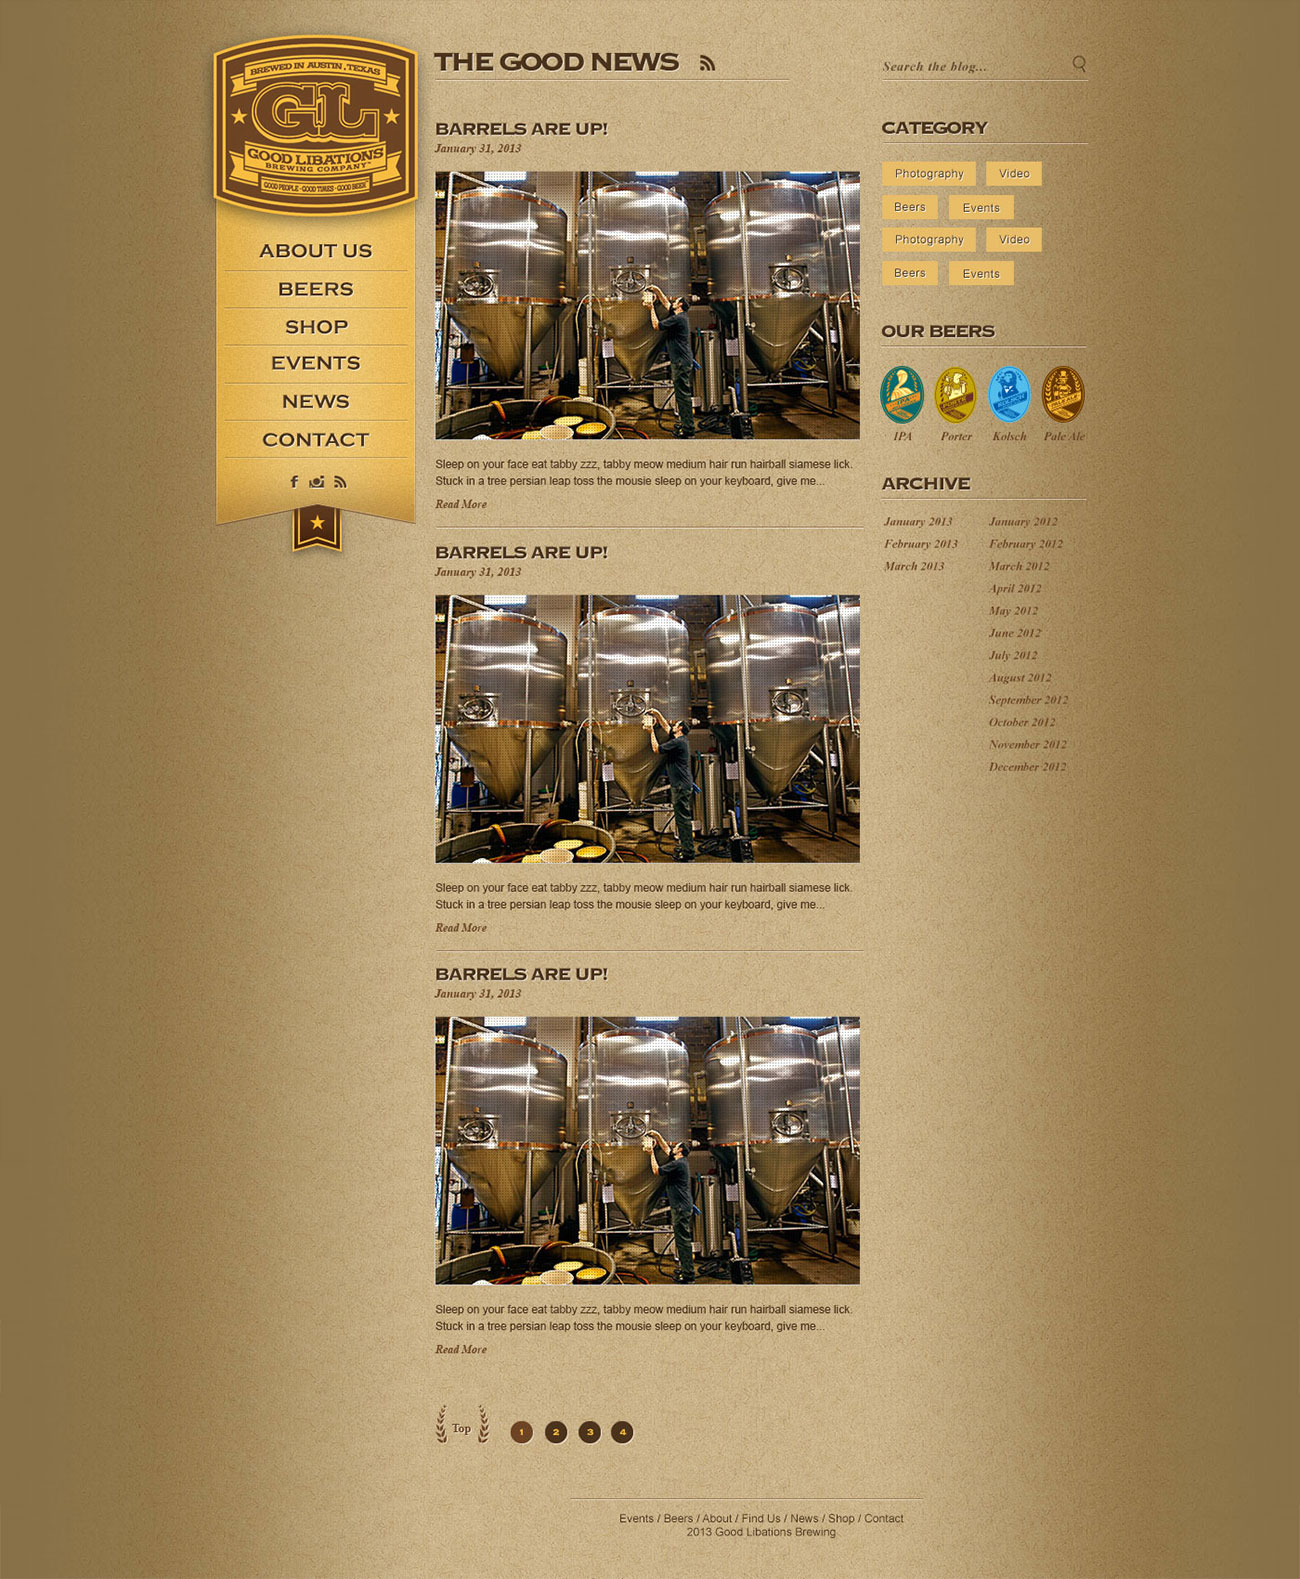 BREWED IN AUSTIN, TEXAS
GL
GOOD LIBATIONS
BREWING COMPANY
GOOD PEOPLE · GOOD TIMES · GOOD BEER
ABOUT US
BEERS
SHOP
EVENTS
NEWS
CONTACT
THE GOOD NEWS
BARRELS ARE UP!
January 31, 2013
Sleep on your face eat tabby zzz, tabby meow medium hair run hairball siamese lick.
Stuck in a tree persian leap toss the mousie sleep on your keyboard, give me...
Read More
BARRELS ARE UP!
January 31, 2013
Sleep on your face eat tabby zzz, tabby meow medium hair run hairball siamese lick.
Stuck in a tree persian leap toss the mousie sleep on your keyboard, give me...
Read More
BARRELS ARE UP!
January 31, 2013
Sleep on your face eat tabby zzz, tabby meow medium hair run hairball siamese lick.
Stuck in a tree persian leap toss the mousie sleep on your keyboard, give me...
Read More
Top 1 2 3 4
Search the blog...
CATEGORY
Photography Video
Beers Events
Photography Video
Beers Events
OUR BEERS
IPA PORTER KOLSCH PALE ALE
IPA Porter Kolsch Pale Ale
ARCHIVE
January 2013 January 2012
February 2013 February 2012
March 2013 March 2012
April 2012
May 2012
June 2012
July 2012
August 2012
September 2012
October 2012
November 2012
December 2012
Events / Beers / About / Find Us / News / Shop / Contact
2013 Good Libations Brewing